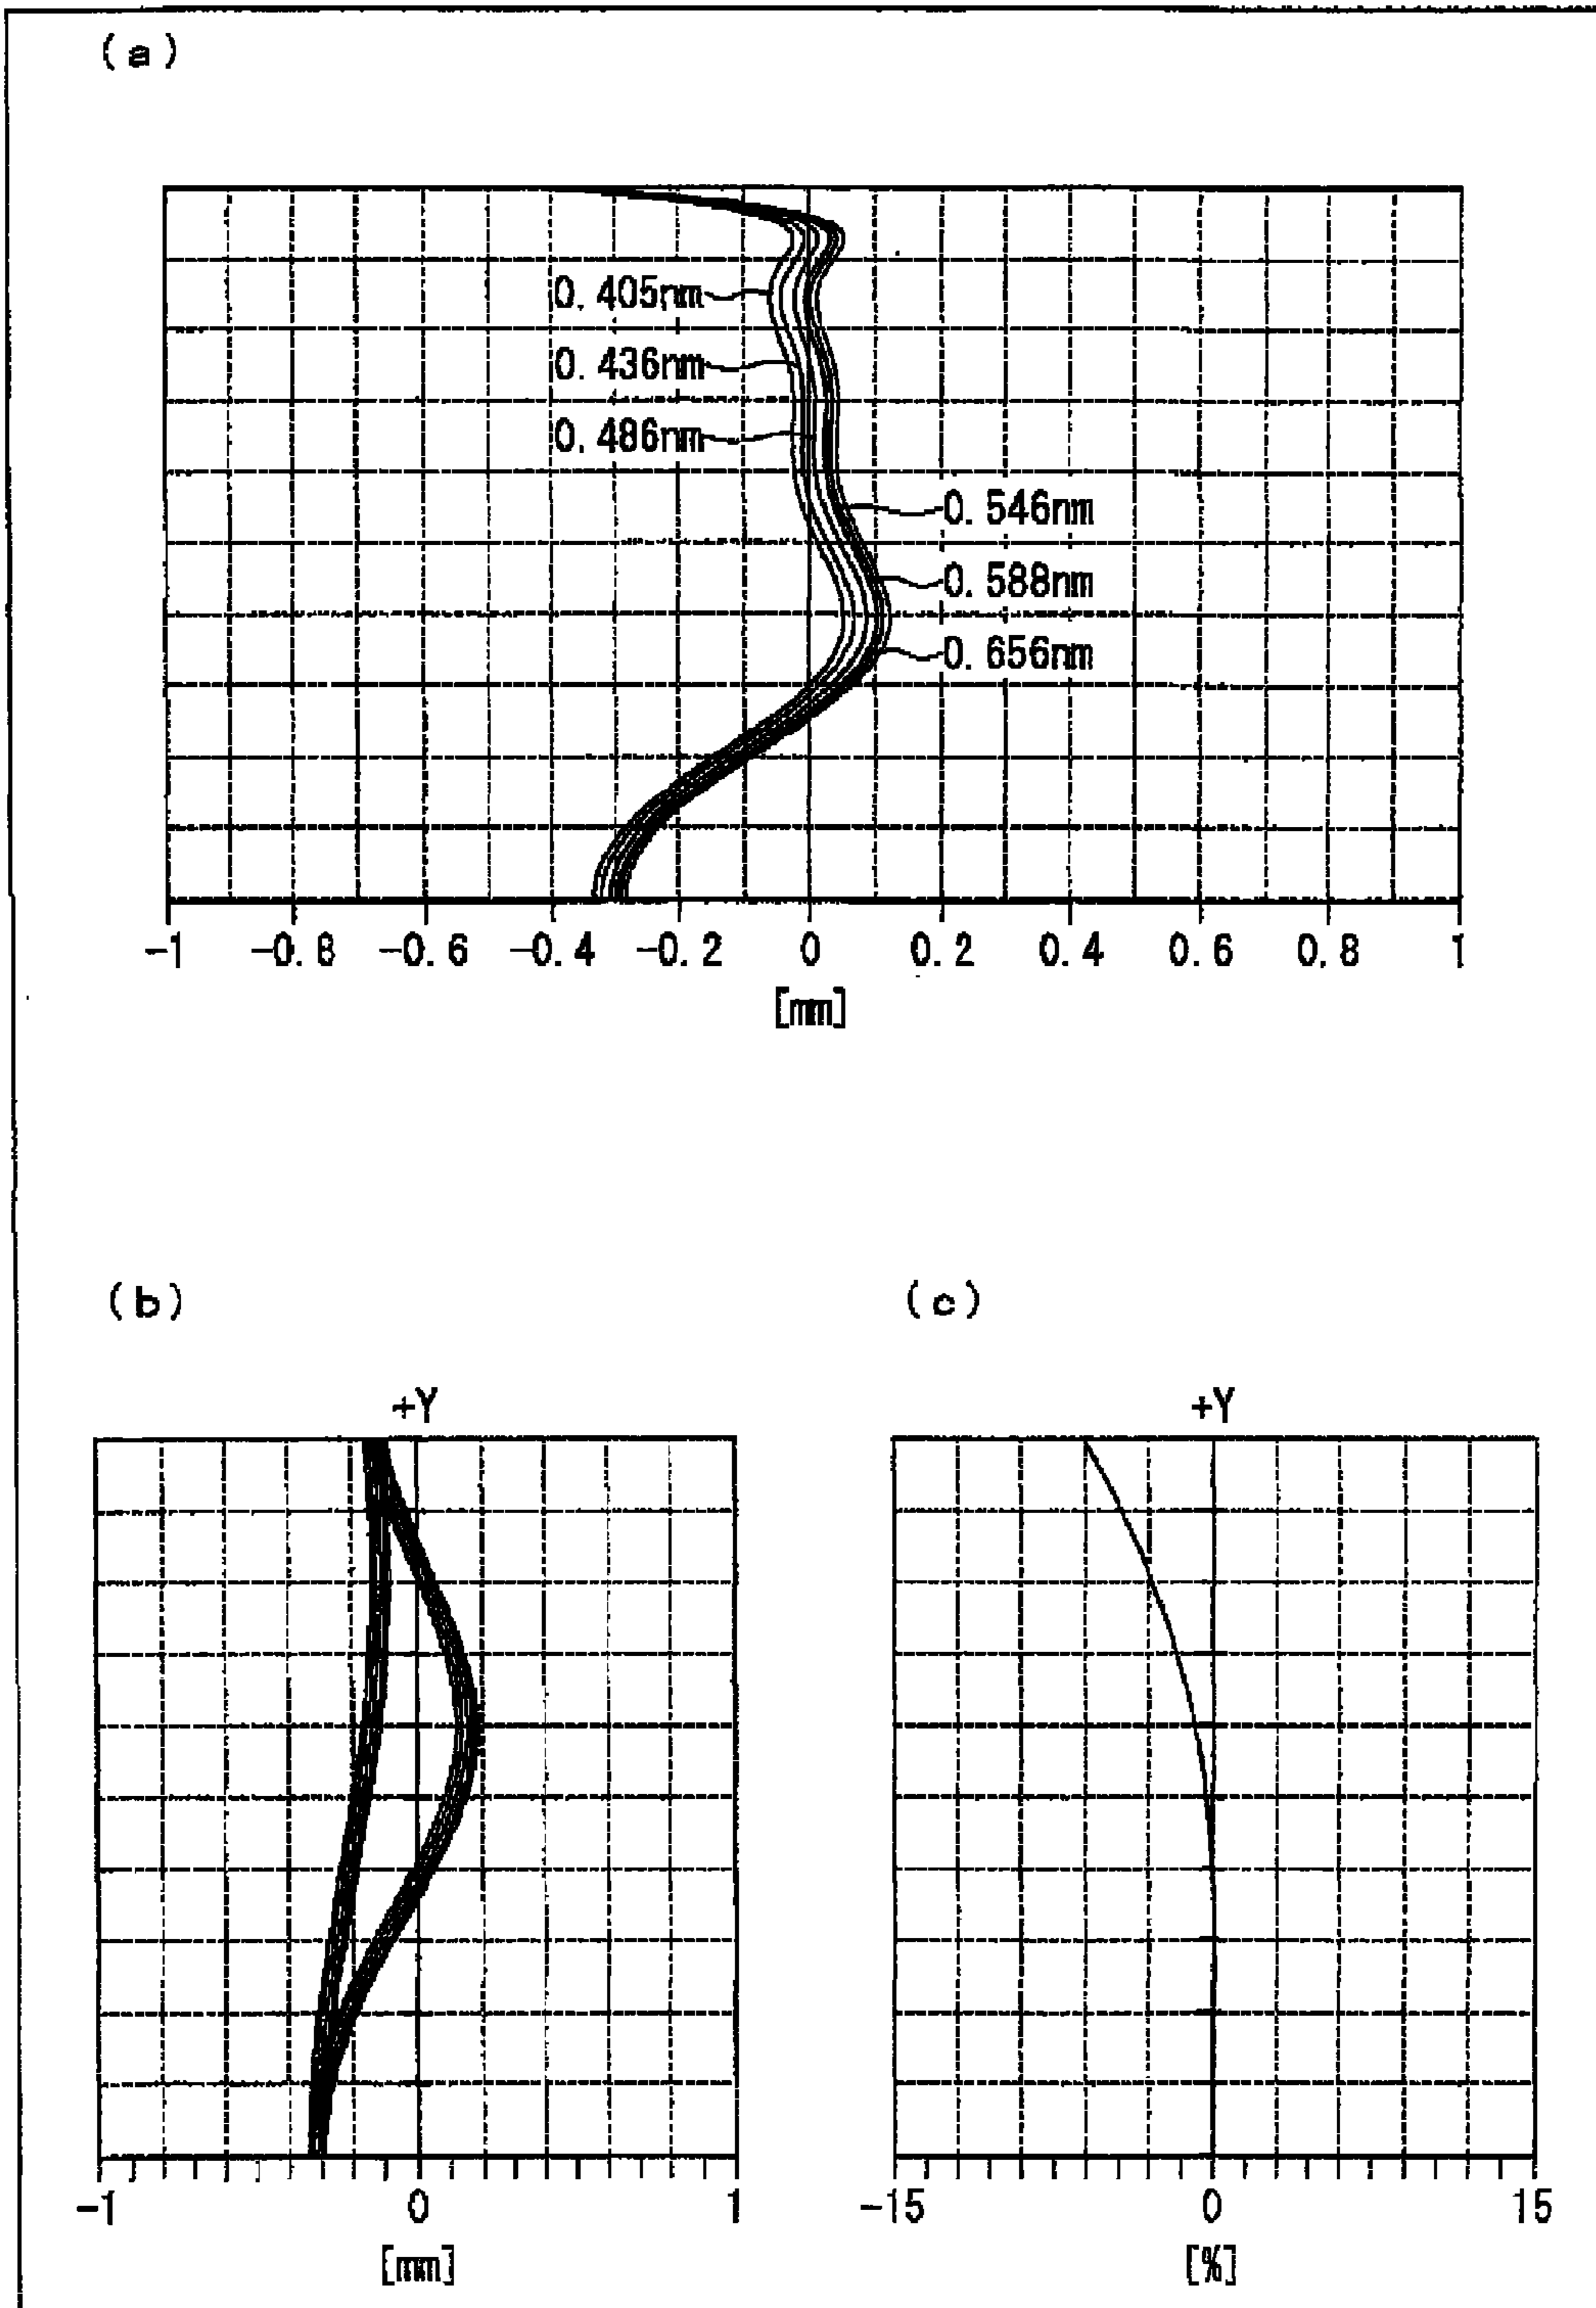 (a)
0.405nm
0.436nm
0.486nm
0.546nm
0.588nm
0.656nm
-1 -0.8 -0.6 -0.4 -0.2 0 0.2 0.4 0.6 0.8 1
[mm]
(b) (c)
+Y +Y
-1 0 1 -15 0 15
[mm] [%]